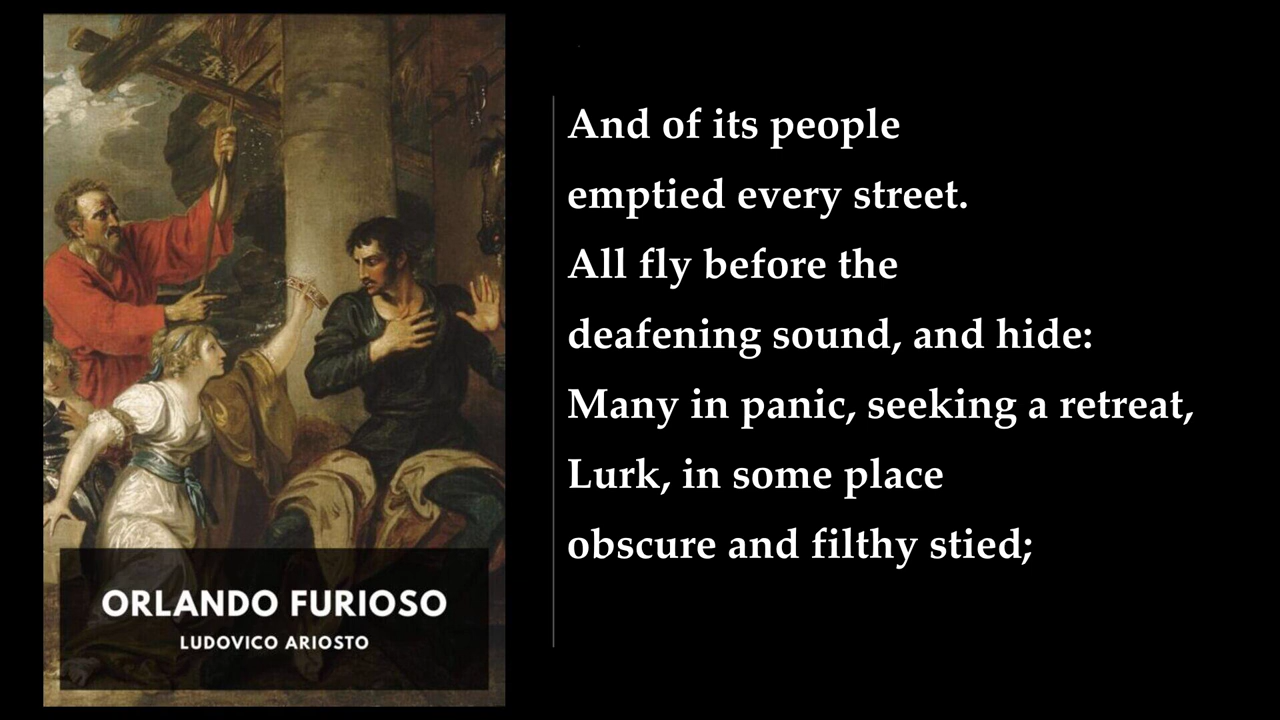 And of its people
emptied every street.
All fly before the
deafening sound, and hide:
Many in panic, seeking a retreat,
Lurk, in some place
obscure and filthy stied;
ORLANDO FURIOSO
LUDOVICO ARIOSTO